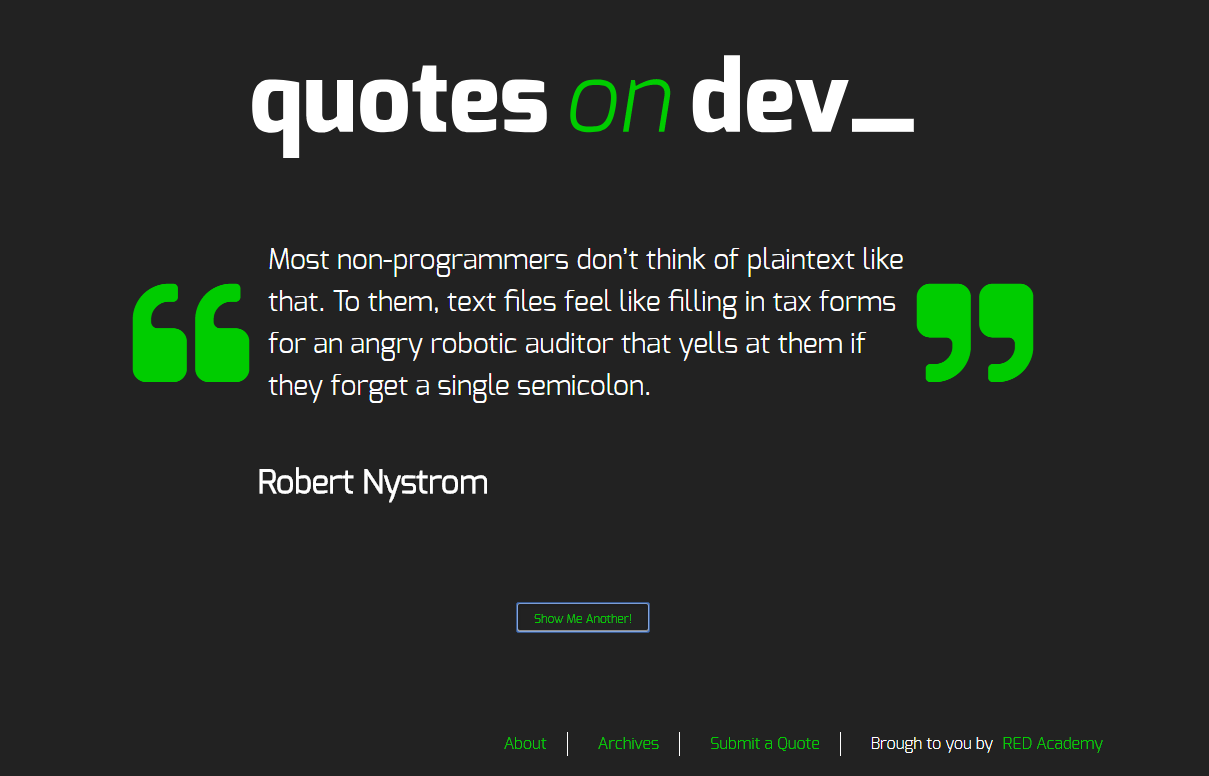 quotes on dev_
Most non-programmers don’t think of plaintext like
that. To them, text files feel like filling in tax forms
for an angry robotic auditor that yells at them if
they forget a single semicolon.
Robert Nystrom
Show Me Another!
About Archives Submit a Quote Brough to you by RED Academy